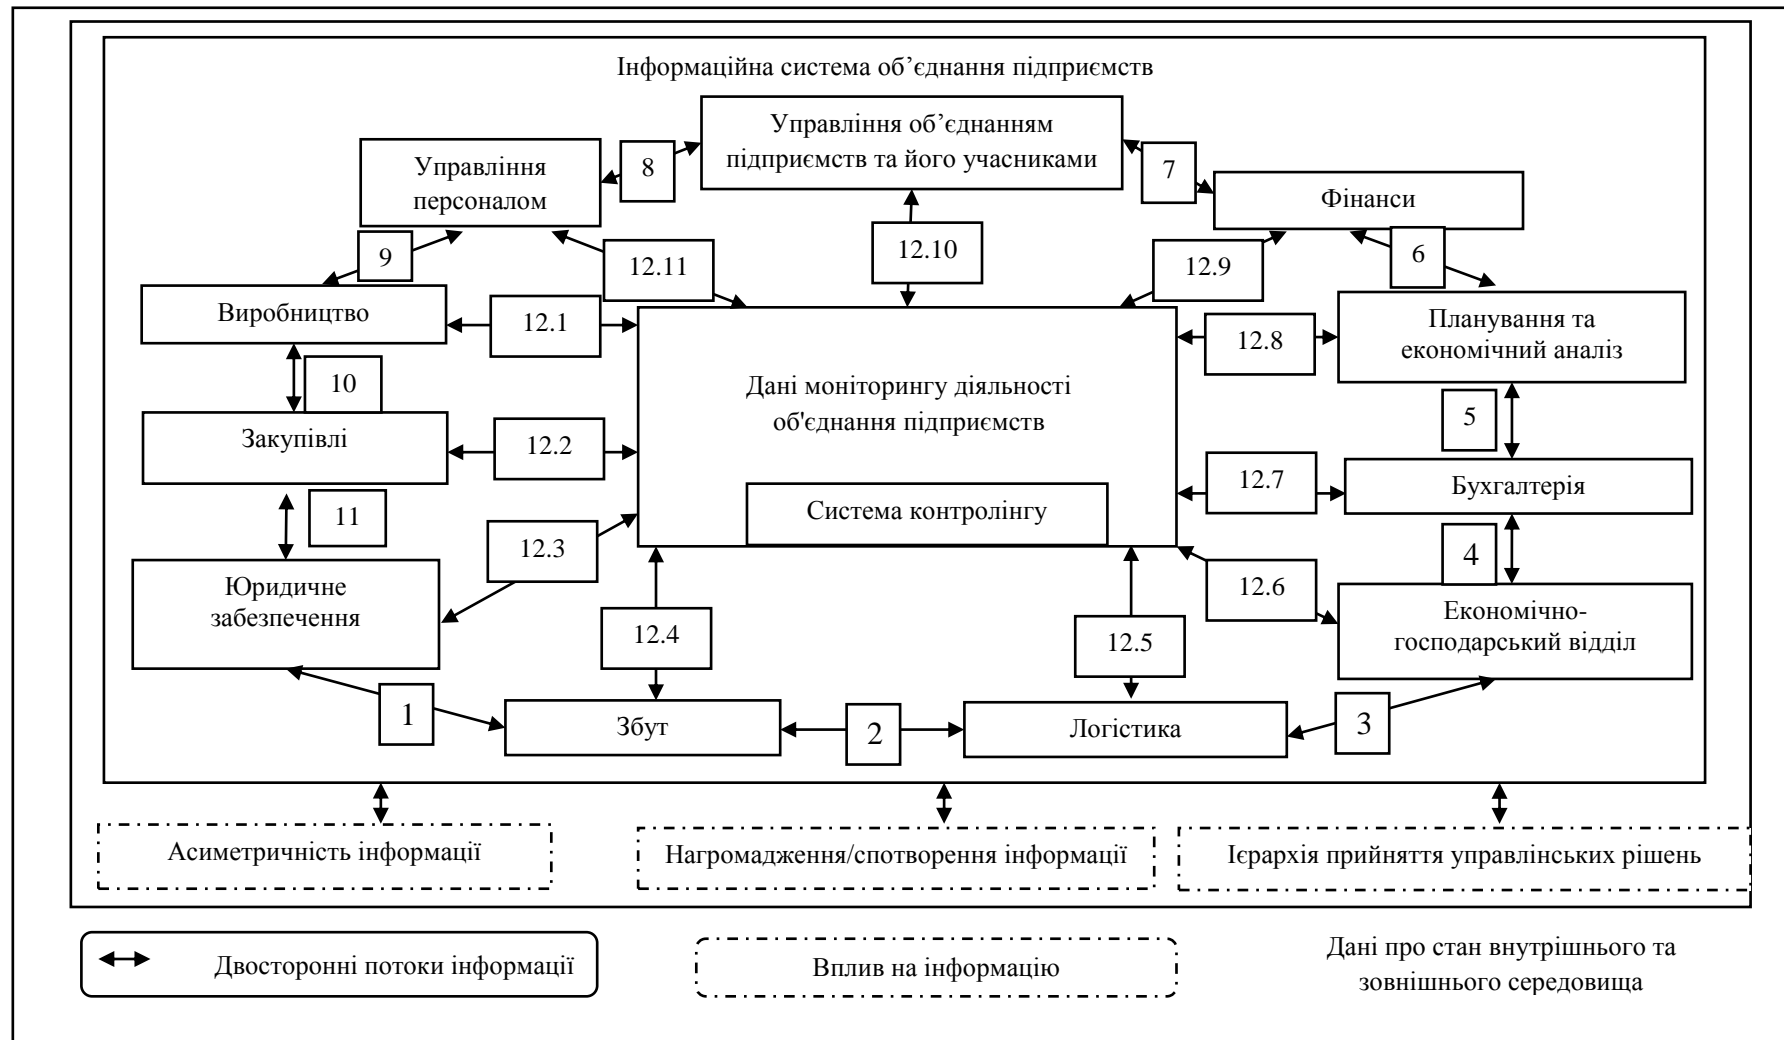 Інформаційна система об’єднання підприємств
Управління об’єднанням
підприємств та його учасниками
8
7
Управління
персоналом
Фінанси
9
12.11
12.10
12.9
6
Виробництво
12.1
12.8
Планування та
економічний аналіз
Дані моніторингу діяльності
об'єднання підприємств
10
5
Закупівлі
12.2
12.7
Бухгалтерія
Система контролінгу
11
12.3
4
Юридичне
забезпечення
12.6
Економічно-
господарський відділ
12.4
12.5
1
Збут
2
Логістика
3
Асиметричність інформації
Нагромадження/спотворення інформації
Ієрархія прийняття управлінських рішень
Двосторонні потоки інформації
Вплив на інформацію
Дані про стан внутрішнього та
зовнішнього середовища